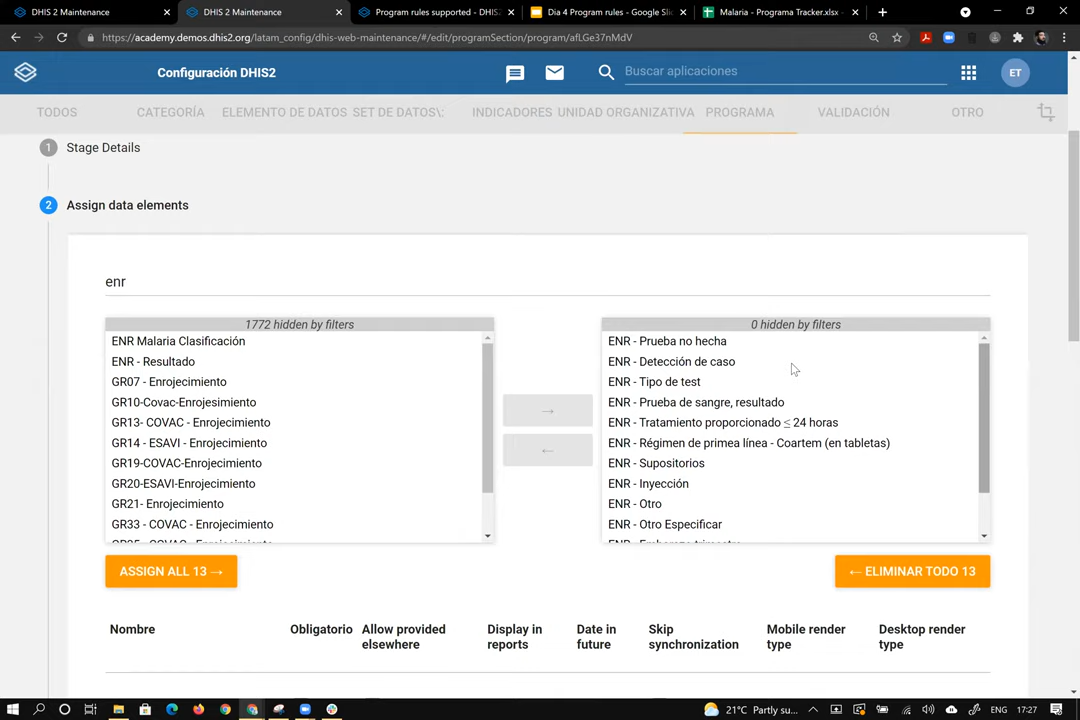 DHIS 2 Maintenance
DHIS 2 Maintenance
Program rules supported - DHIS
Dia 4 Program rules - Google Sli
Malaria - Programa Tracker.xlsx -
https://academy.demos.dhis2.org/latam_config/dhis-web-maintenance/#/edit/programSection/program/afLGe37nMdV
Configuración DHIS2
Buscar aplicaciones
ET
TODOS CATEGORÍA ELEMENTO DE DATOS SET DE DATOS\: INDICADORES UNIDAD ORGANIZATIVA PROGRAMA VALIDACIÓN OTRO
1 Stage Details
2 Assign data elements
enr
1772 hidden by filters
ENR Malaria Clasificación
ENR - Resultado
GR07 - Enrojecimiento
GR10-Covac-Enrojesimiento
GR13- COVAC - Enrojecimiento
GR14 - ESAVI - Enrojecimiento
GR19-COVAC-Enrojecimiento
GR20-ESAVI-Enrojecimiento
GR21- Enrojecimiento
GR33 - COVAC - Enrojecimiento
0 hidden by filters
ENR - Prueba no hecha
ENR - Detección de caso
ENR - Tipo de test
ENR - Prueba de sangre, resultado
ENR - Tratamiento proporcionado ≤ 24 horas
ENR - Régimen de primea línea - Coartem (en tabletas)
ENR - Supositorios
ENR - Inyección
ENR - Otro
ENR - Otro Especificar
→
←
ASSIGN ALL 13 →
← ELIMINAR TODO 13
Nombre
Obligatorio
Allow provided
elsewhere
Display in
reports
Date in
future
Skip
synchronization
Mobile render
type
Desktop render
type
21°C Partly su...
ENG
17:27